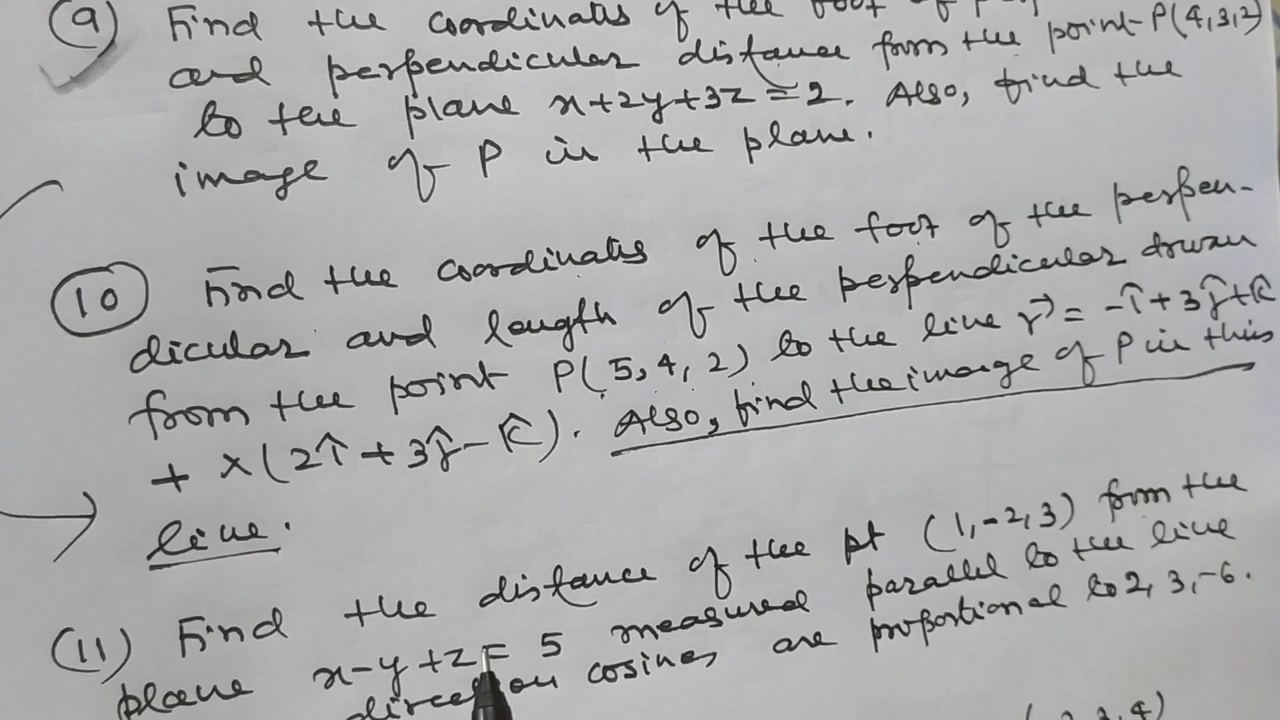 (9) Find the coordinates of the foot of
and perpendicular distance from the point P(4,3,2)
to the plane x+2y+3z=2. Also, find the
image of P in the plane.
(10) Find the coordinates of the foot of the perpen-
dicular and length of the perpendicular drawn
from the point P(5,4,2) to the line r⃗ = -î+3ĵ+k̂
+ λ(2î+3ĵ-k̂). Also, find the image of P in this
line.
(11) Find the distance of the pt (1,-2,3) from the
plane x-y+z=5 measured parallel to the line
direction cosines are proportional to 2, 3, -6.